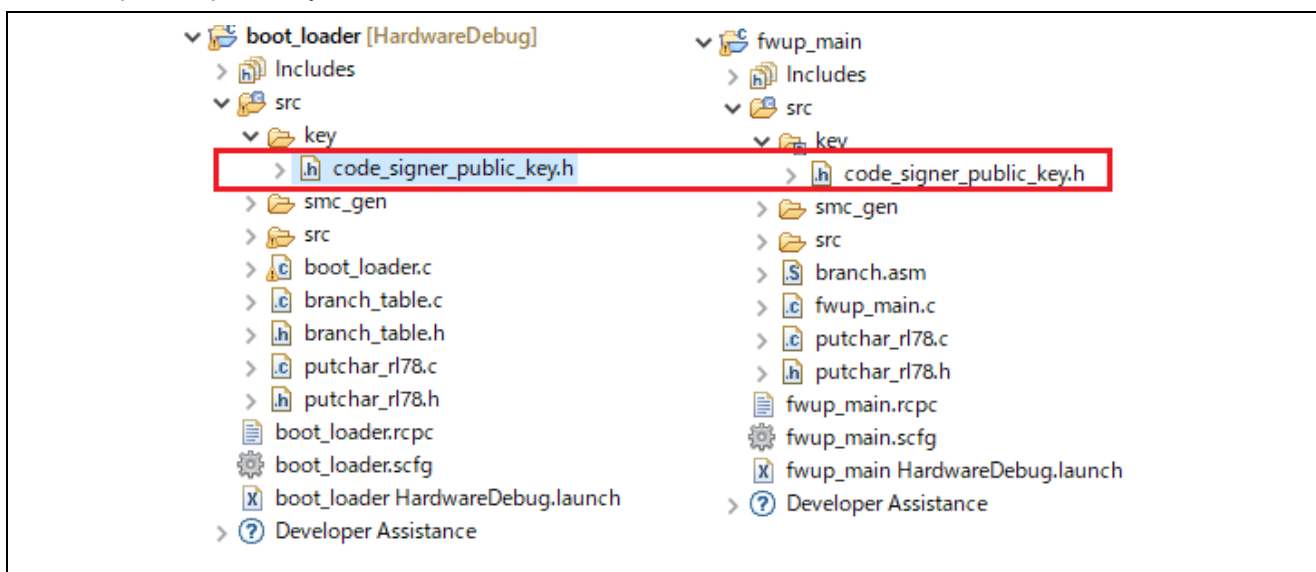 boot_loader [HardwareDebug]
Includes
src
key
code_signer_public_key.h
smc_gen
src
boot_loader.c
branch_table.c
branch_table.h
putchar_rl78.c
putchar_rl78.h
boot_loader.rcpc
boot_loader.scfg
boot_loader HardwareDebug.launch
Developer Assistance
fwup_main
Includes
src
key
code_signer_public_key.h
smc_gen
src
branch.asm
fwup_main.c
putchar_rl78.c
putchar_rl78.h
fwup_main.rcpc
fwup_main.scfg
fwup_main HardwareDebug.launch
Developer Assistance